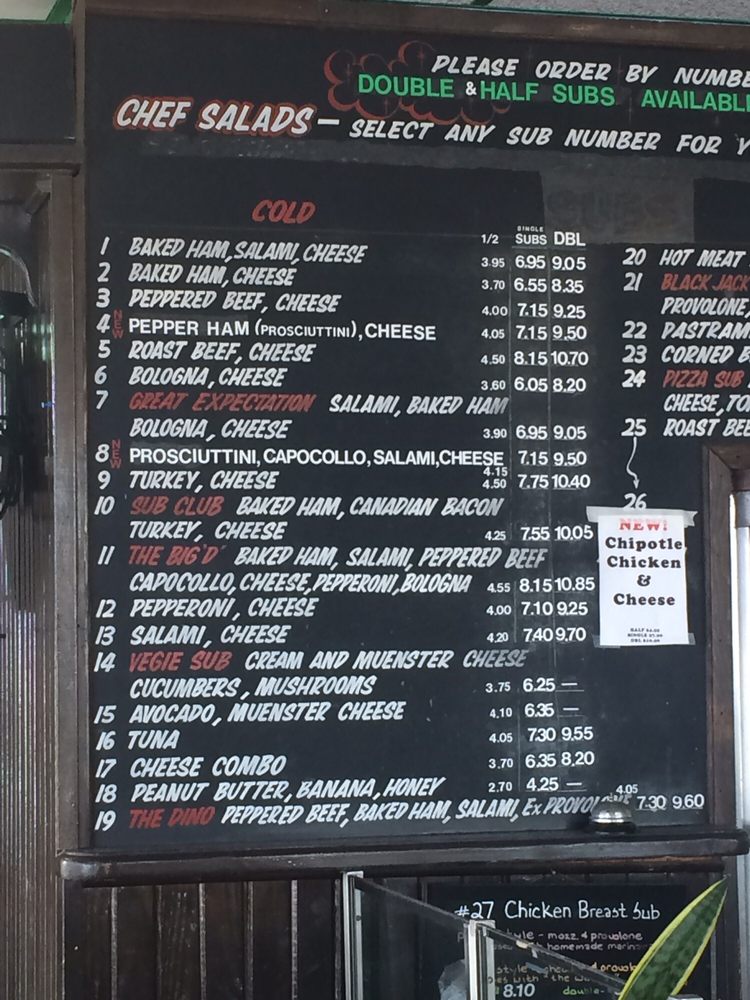 PLEASE ORDER BY
DOUBLE & HALF SUBS
CHEF SALADS – SELECT ANY SUB NUMBER FOR
COLD
1/2 SINGLE SUBS DBL
1 BAKED HAM, SALAMI, CHEESE 3.95 6.95 9.05
2 BAKED HAM, CHEESE 3.70 6.55 8.35
3 PEPPERED BEEF, CHEESE 4.00 7.15 9.25
4 NEW PEPPER HAM (PROSCIUTTINI), CHEESE 4.05 7.15 9.50
5 ROAST BEEF, CHEESE 4.50 8.15 10.70
6 BOLOGNA, CHEESE 3.60 6.05 8.20
7 GREAT EXPECTATION SALAMI, BAKED HAM
BOLOGNA, CHEESE 3.90 6.95 9.05
8 NEW PROSCIUTTINI, CAPOCOLLO, SALAMI, CHEESE 4.15 7.15 9.50
9 TURKEY, CHEESE 4.50 7.75 10.40
10 SUB CLUB BAKED HAM, CANADIAN BACON
TURKEY, CHEESE 4.25 7.55 10.05
11 THE BIG 'D' BAKED HAM, SALAMI, PEPPERED BEEF
CAPOCOLLO, CHEESE, PEPPERONI, BOLOGNA 4.55 8.15 10.85
12 PEPPERONI, CHEESE 4.00 7.10 9.25
13 SALAMI, CHEESE 4.20 7.40 9.70
14 VEGIE SUB CREAM AND MUENSTER CHEESE
CUCUMBERS, MUSHROOMS 3.75 6.25 —
15 AVOCADO, MUENSTER CHEESE 4.10 6.35 —
16 TUNA 4.05 7.30 9.55
17 CHEESE COMBO 3.70 6.35 8.20
18 PEANUT BUTTER, BANANA, HONEY 2.70 4.25 —
19 THE DINO PEPPERED BEEF, BAKED HAM, SALAMI, Ex 4.05 7.30 9.60
20 HOT MEAT
21 BLACK JACK
PROVOLONE,
22
23 CORNED
24 PIZZA SUB
CHEESE,
25 ROAST
26
NEW!
Chipotle
Chicken
&
Cheese
#27 Chicken Breast Sub
- mozz & provolone
homemade
8.10